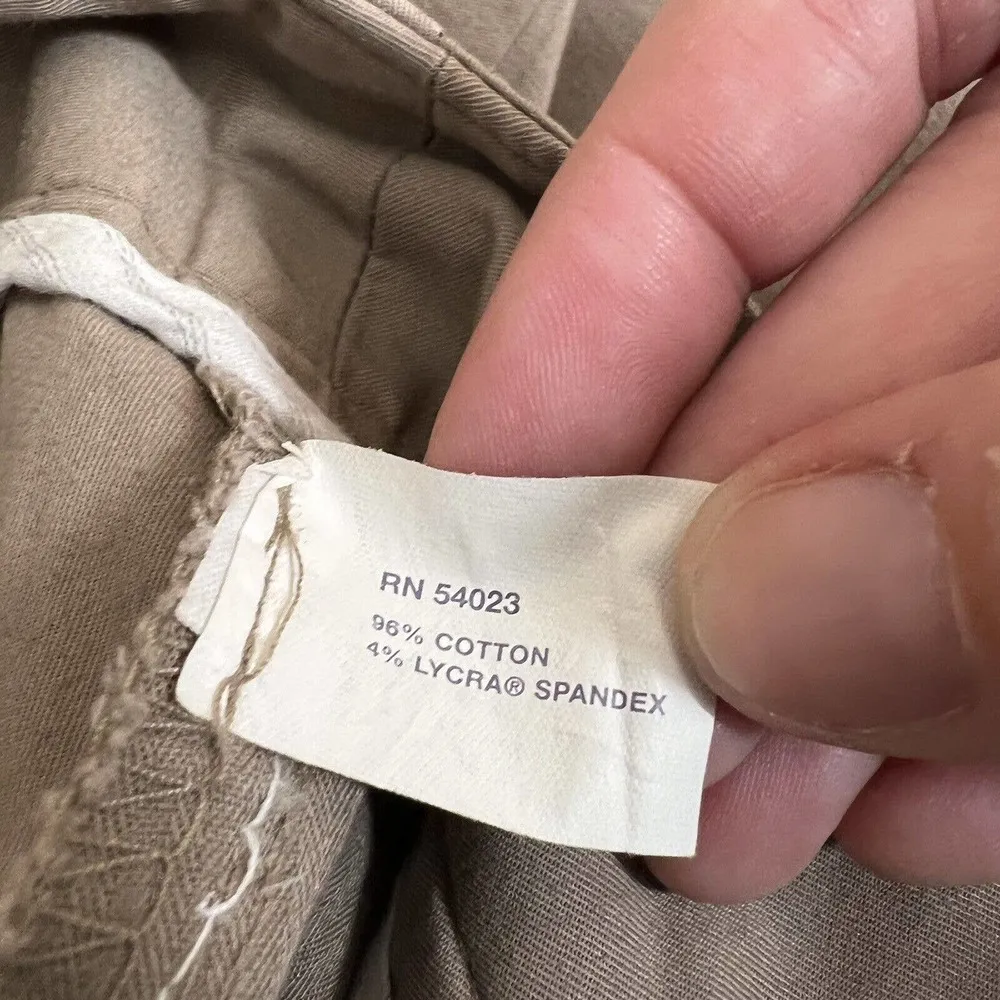 RN 54023
96% COTTON
4% LYCRA® SPANDEX